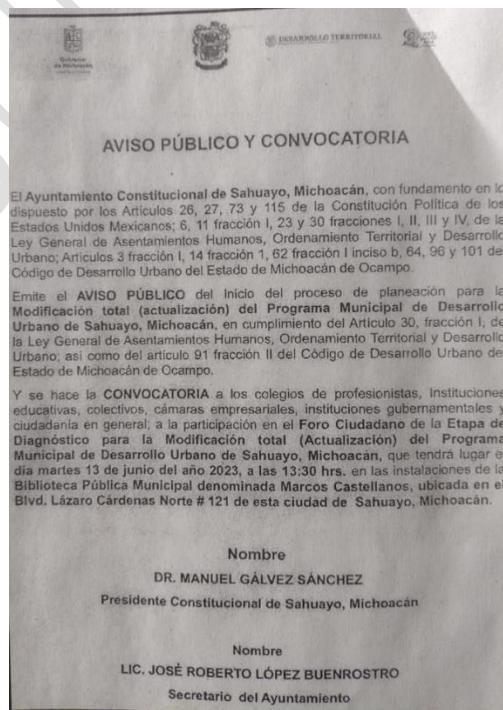 Gobierno
de Michoacán
DESARROLLO TERRITORIAL
AVISO PÚBLICO Y CONVOCATORIA
El Ayuntamiento Constitucional de Sahuayo, Michoacán, con fundamento en lo
dispuesto por los Artículos 26, 27, 73 y 115 de la Constitución Política de los
Estados Unidos Mexicanos; 6, 11 fracción I, 23 y 30 fracciones I, II, III y IV, de la
Ley General de Asentamientos Humanos, Ordenamiento Territorial y Desarrollo
Urbano; Artículos 3 fracción I, 14 fracción 1, 62 fracción I inciso b, 64, 96 y 101 del
Código de Desarrollo Urbano del Estado de Michoacán de Ocampo.
Emite el AVISO PÚBLICO del Inicio del proceso de planeación para la
Modificación total (actualización) del Programa Municipal de Desarrollo
Urbano de Sahuayo, Michoacán, en cumplimiento del Artículo 30, fracción I, de
la Ley General de Asentamientos Humanos, Ordenamiento Territorial y Desarrollo
Urbano; asi como del artículo 91 fracción II del Código de Desarrollo Urbano del
Estado de Michoacán de Ocampo.
Y se hace la CONVOCATORIA a los colegios de profesionistas, Instituciones
educativas, colectivos, cámaras empresariales, instituciones gubernamentales y
ciudadanía en general; a la participación en el Foro Ciudadano de la Etapa de
Diagnóstico para la Modificación total (Actualización) del Programa
Municipal de Desarrollo Urbano de Sahuayo, Michoacán, que tendrá lugar el
día martes 13 de junio del año 2023, a las 13:30 hrs. en las instalaciones de la
Biblioteca Pública Municipal denominada Marcos Castellanos, ubicada en el
Blvd. Lázaro Cárdenas Norte # 121 de esta ciudad de Sahuayo, Michoacán.
Nombre
DR. MANUEL GÁLVEZ SÁNCHEZ
Presidente Constitucional de Sahuayo, Michoacán
Nombre
LIC. JOSÉ ROBERTO LÓPEZ BUENROSTRO
Secretario del Ayuntamiento